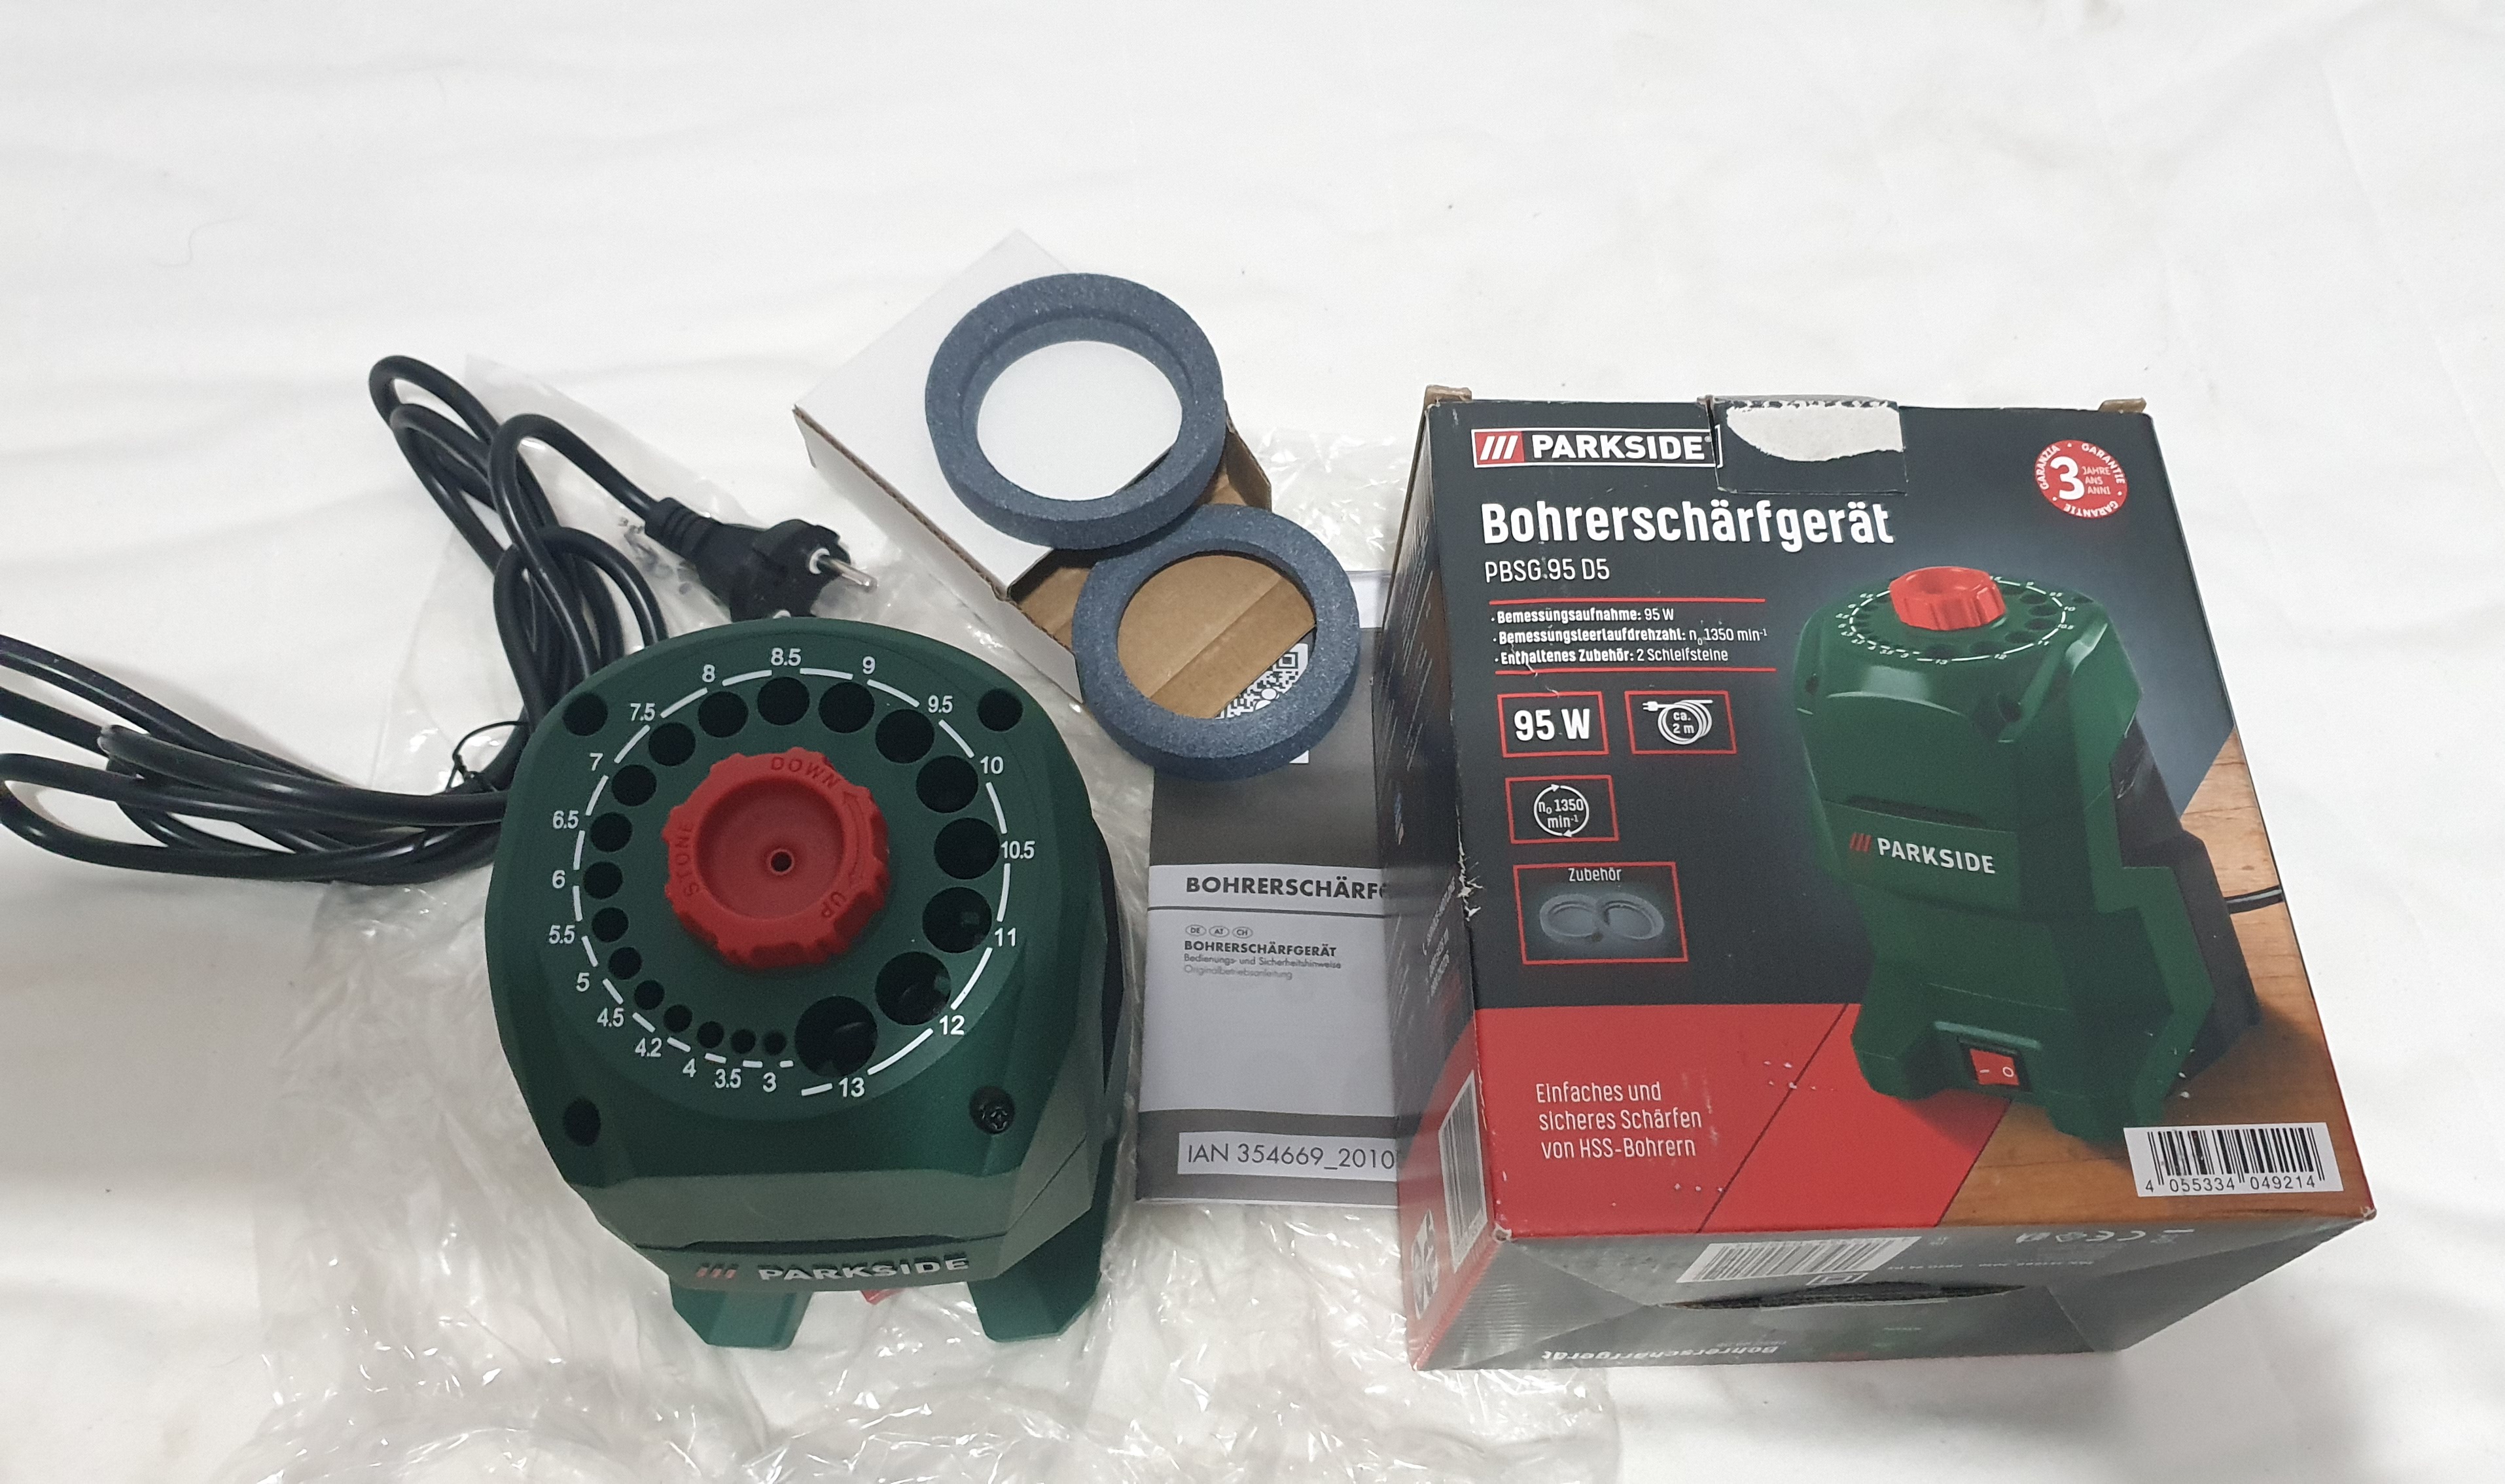 8
8.5
9
9.5
10
10.5
11
12
13
3
3.5
4
4.2
4.5
5
5.5
6
6.5
7
7.5
DOWN
UP
STONE
PARKSIDE
BOHRERSCHÄRFG
DE AT CH
BOHRERSCHÄRFGERÄT
Bedienungs- und Sicherheitshinweise
Originalbetriebsanleitung
IAN 354669_2010
PARKSIDE®
GARANZIA • GARANTIE • GARANTIE •
3 JAHRE
ANS
ANNI
Bohrerschärfgerät
PBSG 95 D5
· Bemessungsaufnahme: 95 W
· Bemessungsleerlaufdrehzahl: n₀ 1350 min⁻¹
· Enthaltenes Zubehör: 2 Schleifsteine
95 W
ca.
2 m
n₀ 1350
min⁻¹
Zubehör
PARKSIDE
I O
Einfaches und
sicheres Schärfen
von HSS-Bohrern
4 055334 049214
Bohrerschärfgerät